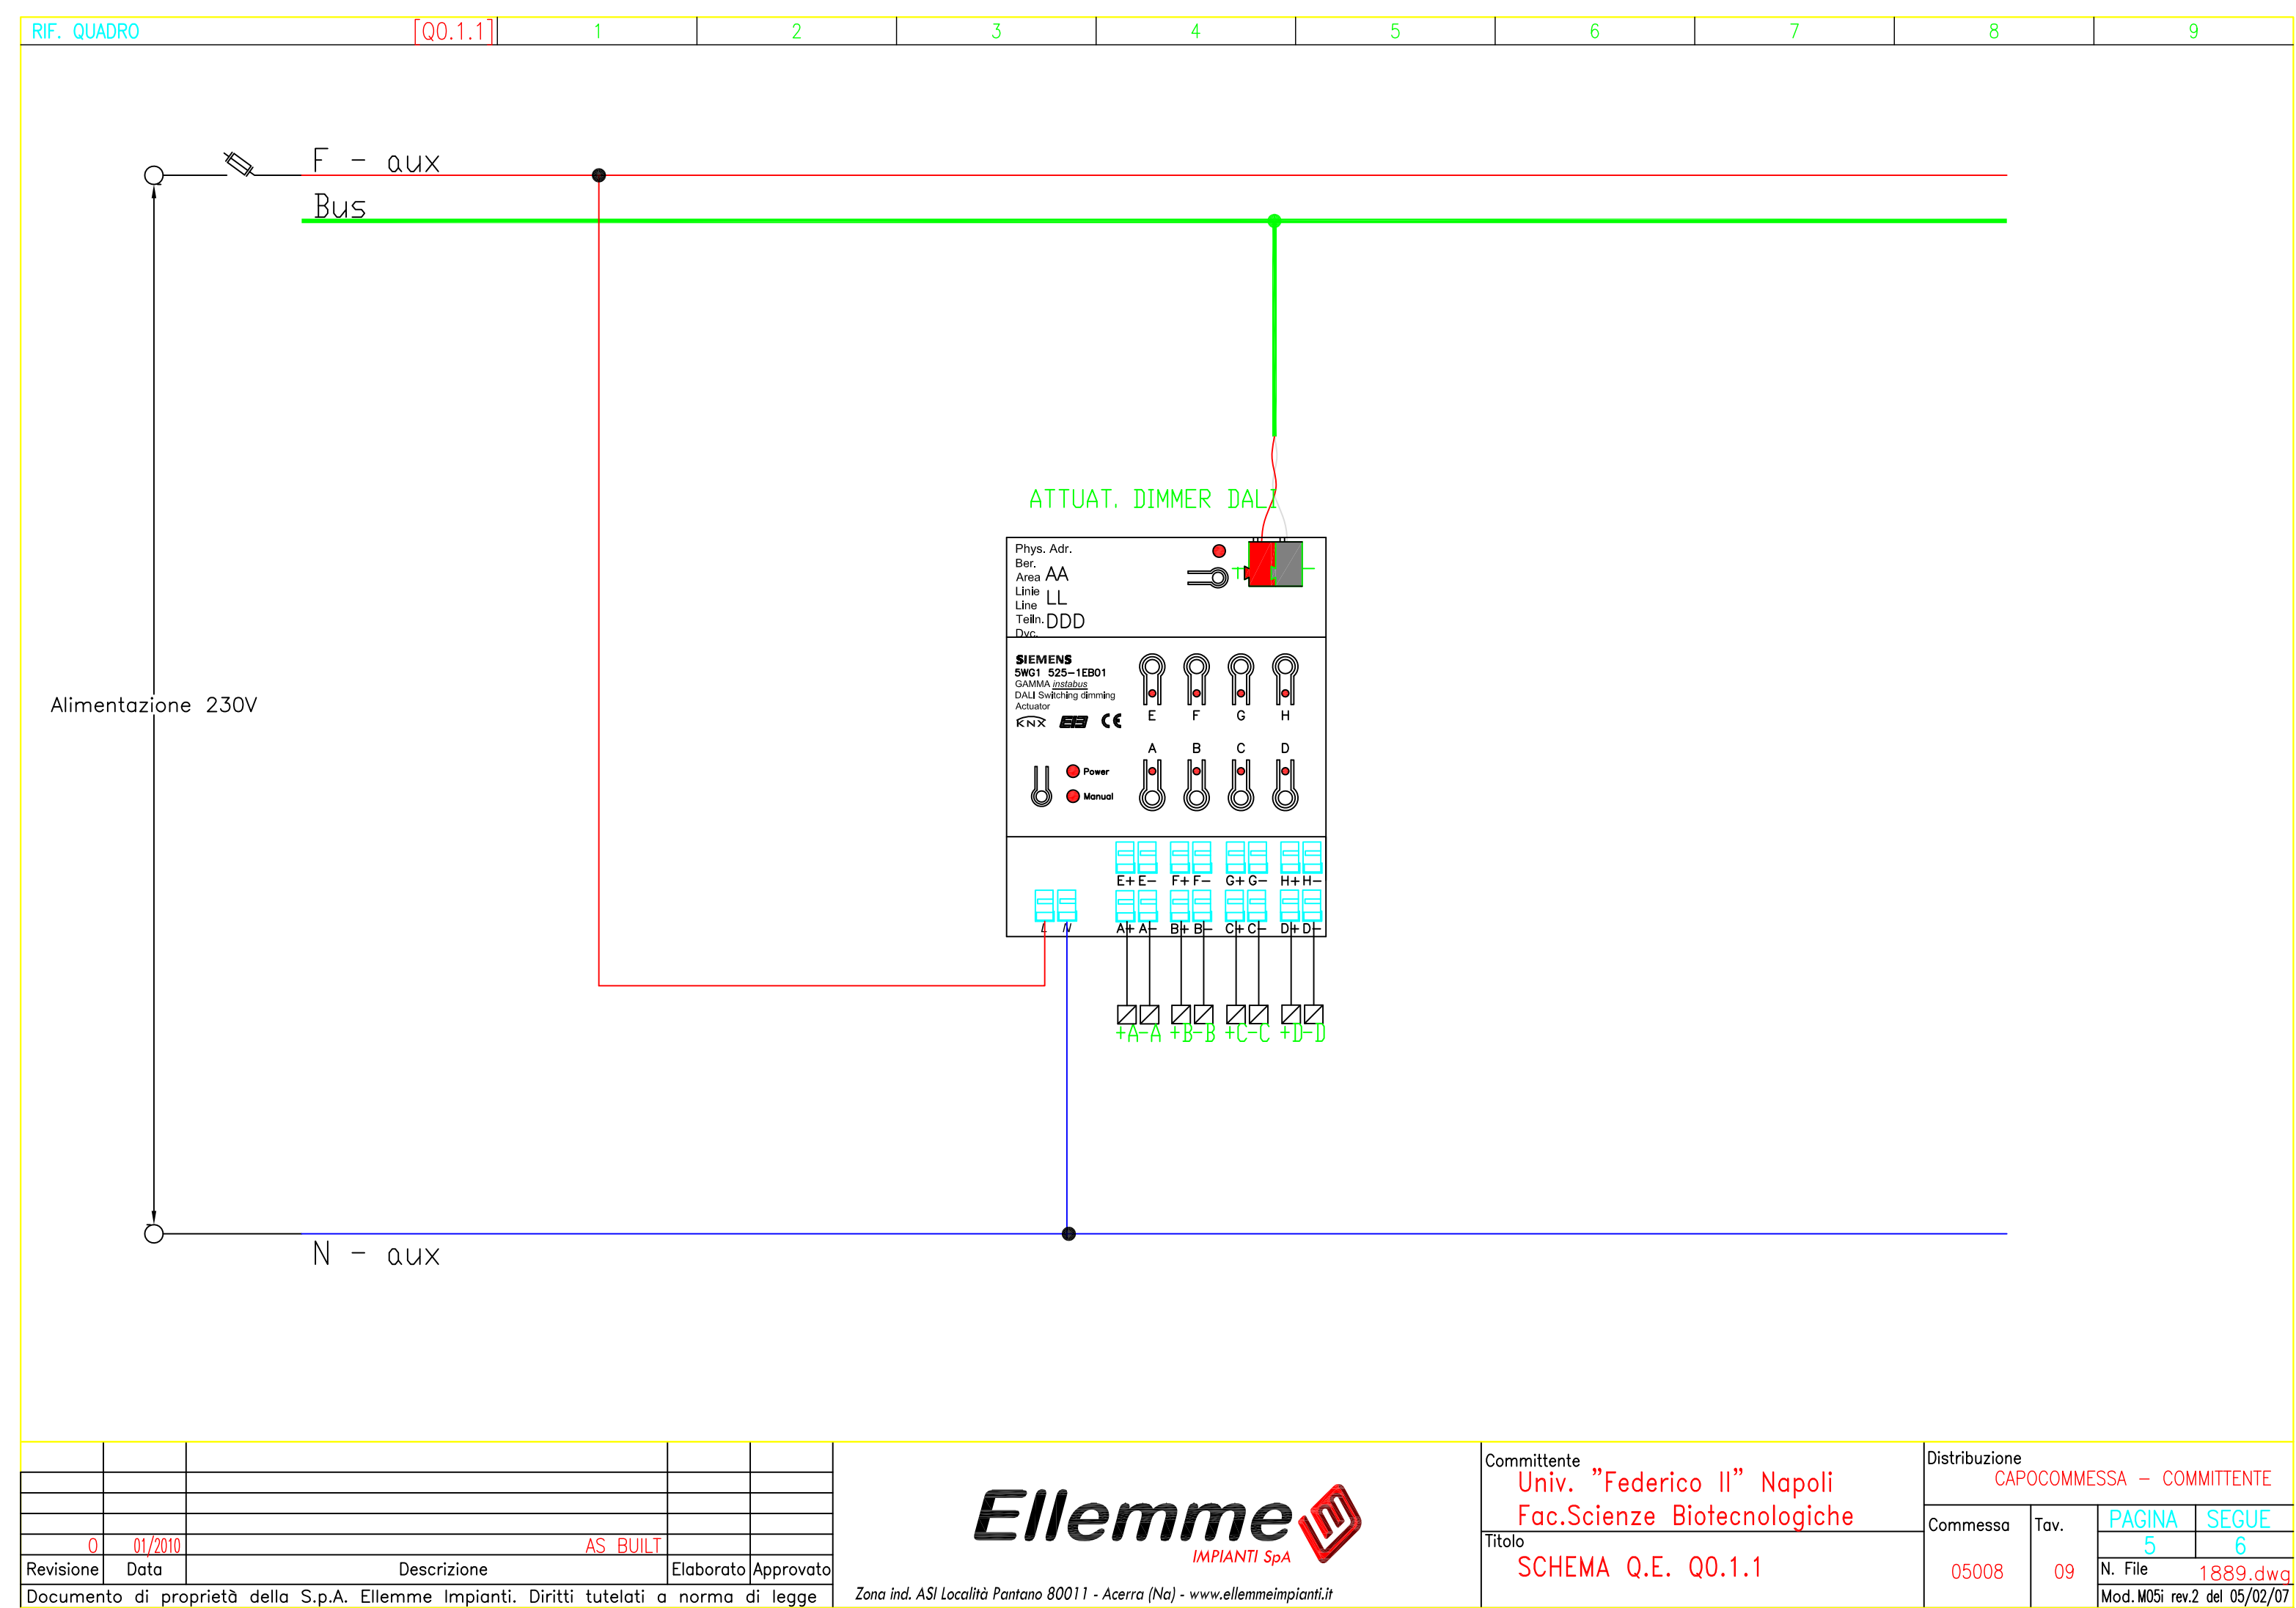 RIF. QUADRO [Q0.1.1] 1 2 3 4 5 6 7 8 9
F - aux
Bus
ATTUAT. DIMMER DALI
Phys. Adr.
Ber.
Area AA
Linie
Line LL
Teiln. DDD
Dvc.
SIEMENS
5WG1 525-1EB01
GAMMA instabus
DALI Switching dimming
Actuator
KNX EIB CE
E F G H
A B C D
Power
Manual
Alimentazione 230V
E+ E- F+ F- G+ G- H+ H-
L N A+ A- B+ B- C+ C- D+ D-
+A -A +B -B +C -C +D -D
N - aux
0 01/2010 AS BUILT
Revisione Data Descrizione Elaborato Approvato
Documento di proprietà della S.p.A. Ellemme Impianti. Diritti tutelati a norma di legge
Ellemme
IMPIANTI SpA
Zona ind. ASI Località Pantano 80011 - Acerra (Na) - www.ellemmeimpianti.it
Committente
Univ. "Federico II" Napoli
Fac.Scienze Biotecnologiche
Titolo
SCHEMA Q.E. Q0.1.1
Distribuzione
CAPOCOMMESSA - COMMITTENTE
Commessa
05008
Tav.
09
PAGINA SEGUE
5 6
N. File 1889.dwg
Mod.M05i rev.2 del 05/02/07